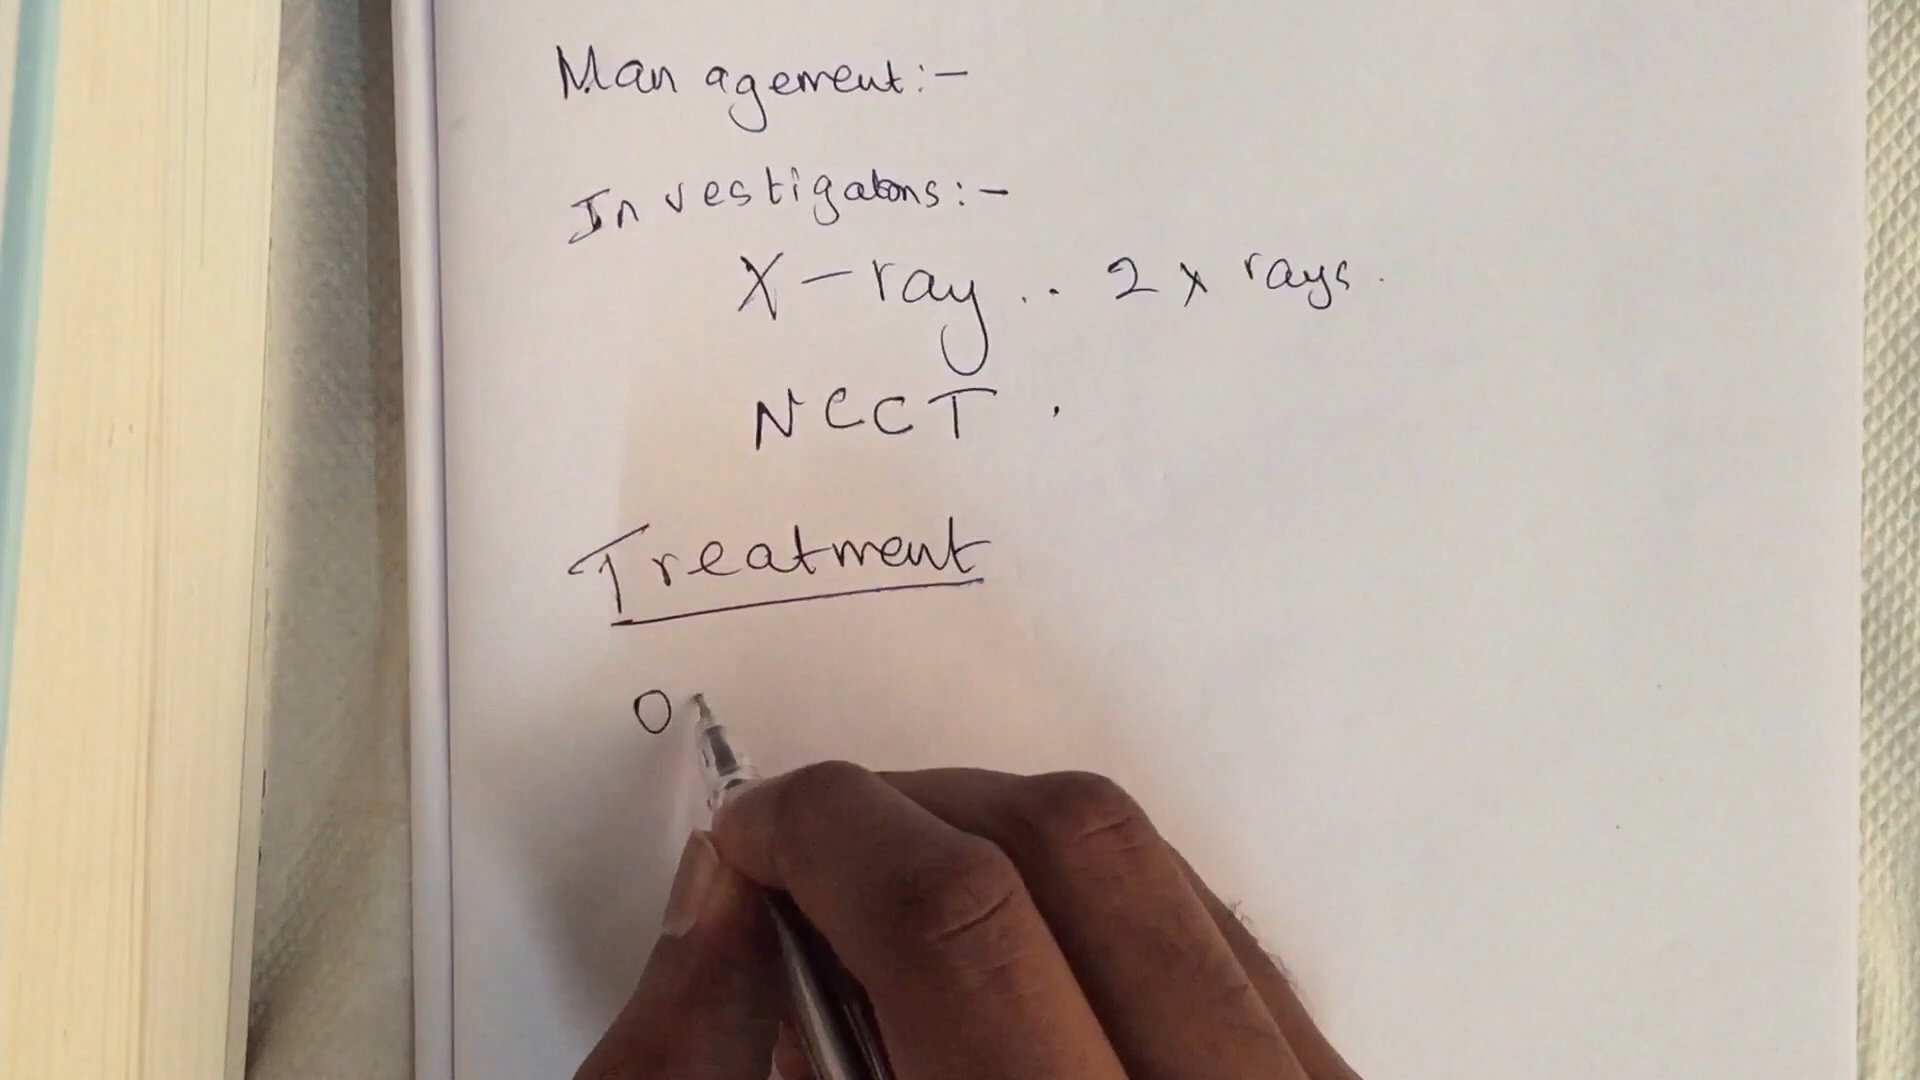 Management:-
Investigations:-
X-ray .. 2 x rays.
NCCT .
Treatment
O